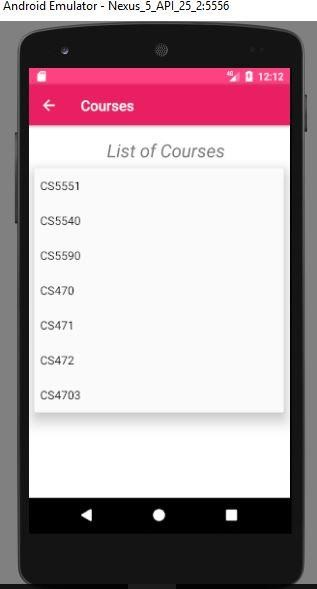 Android Emulator - Nexus_5_API_25_2:5556
4G 12:12
Courses
List of Courses
CS5551
CS5540
CS5590
CS470
CS471
CS472
CS4703